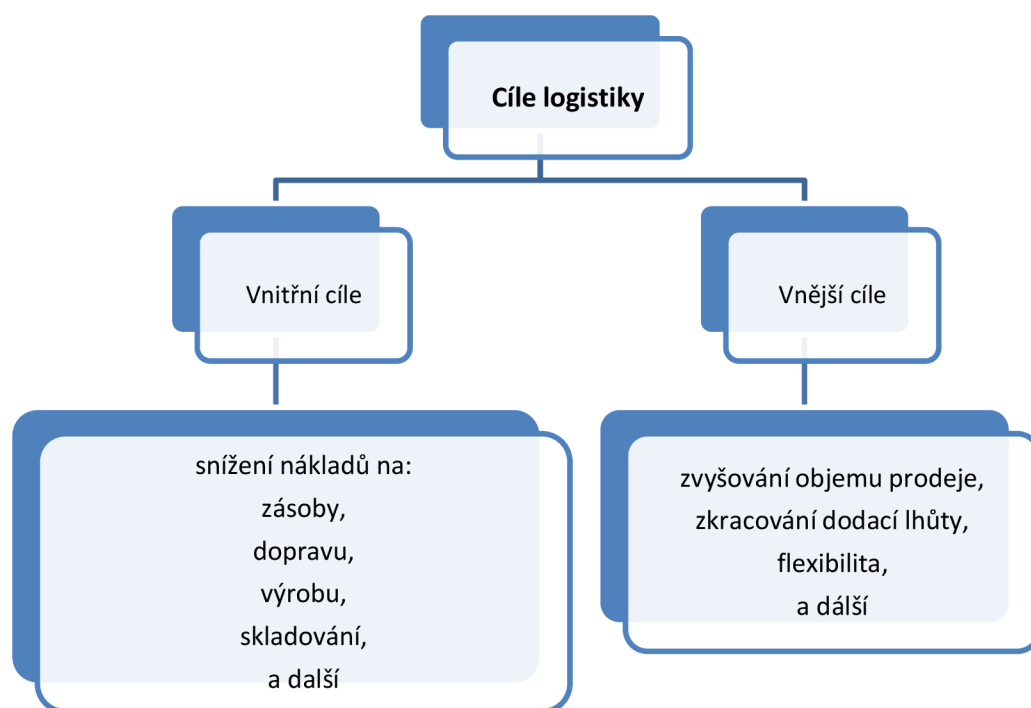 Cíle logistiky
Vnitřní cíle
Vnější cíle
snížení nákladů na:
zásoby,
dopravu,
výrobu,
skladování,
a další
zvyšování objemu prodeje,
zkracování dodací lhůty,
flexibilita,
a dálší